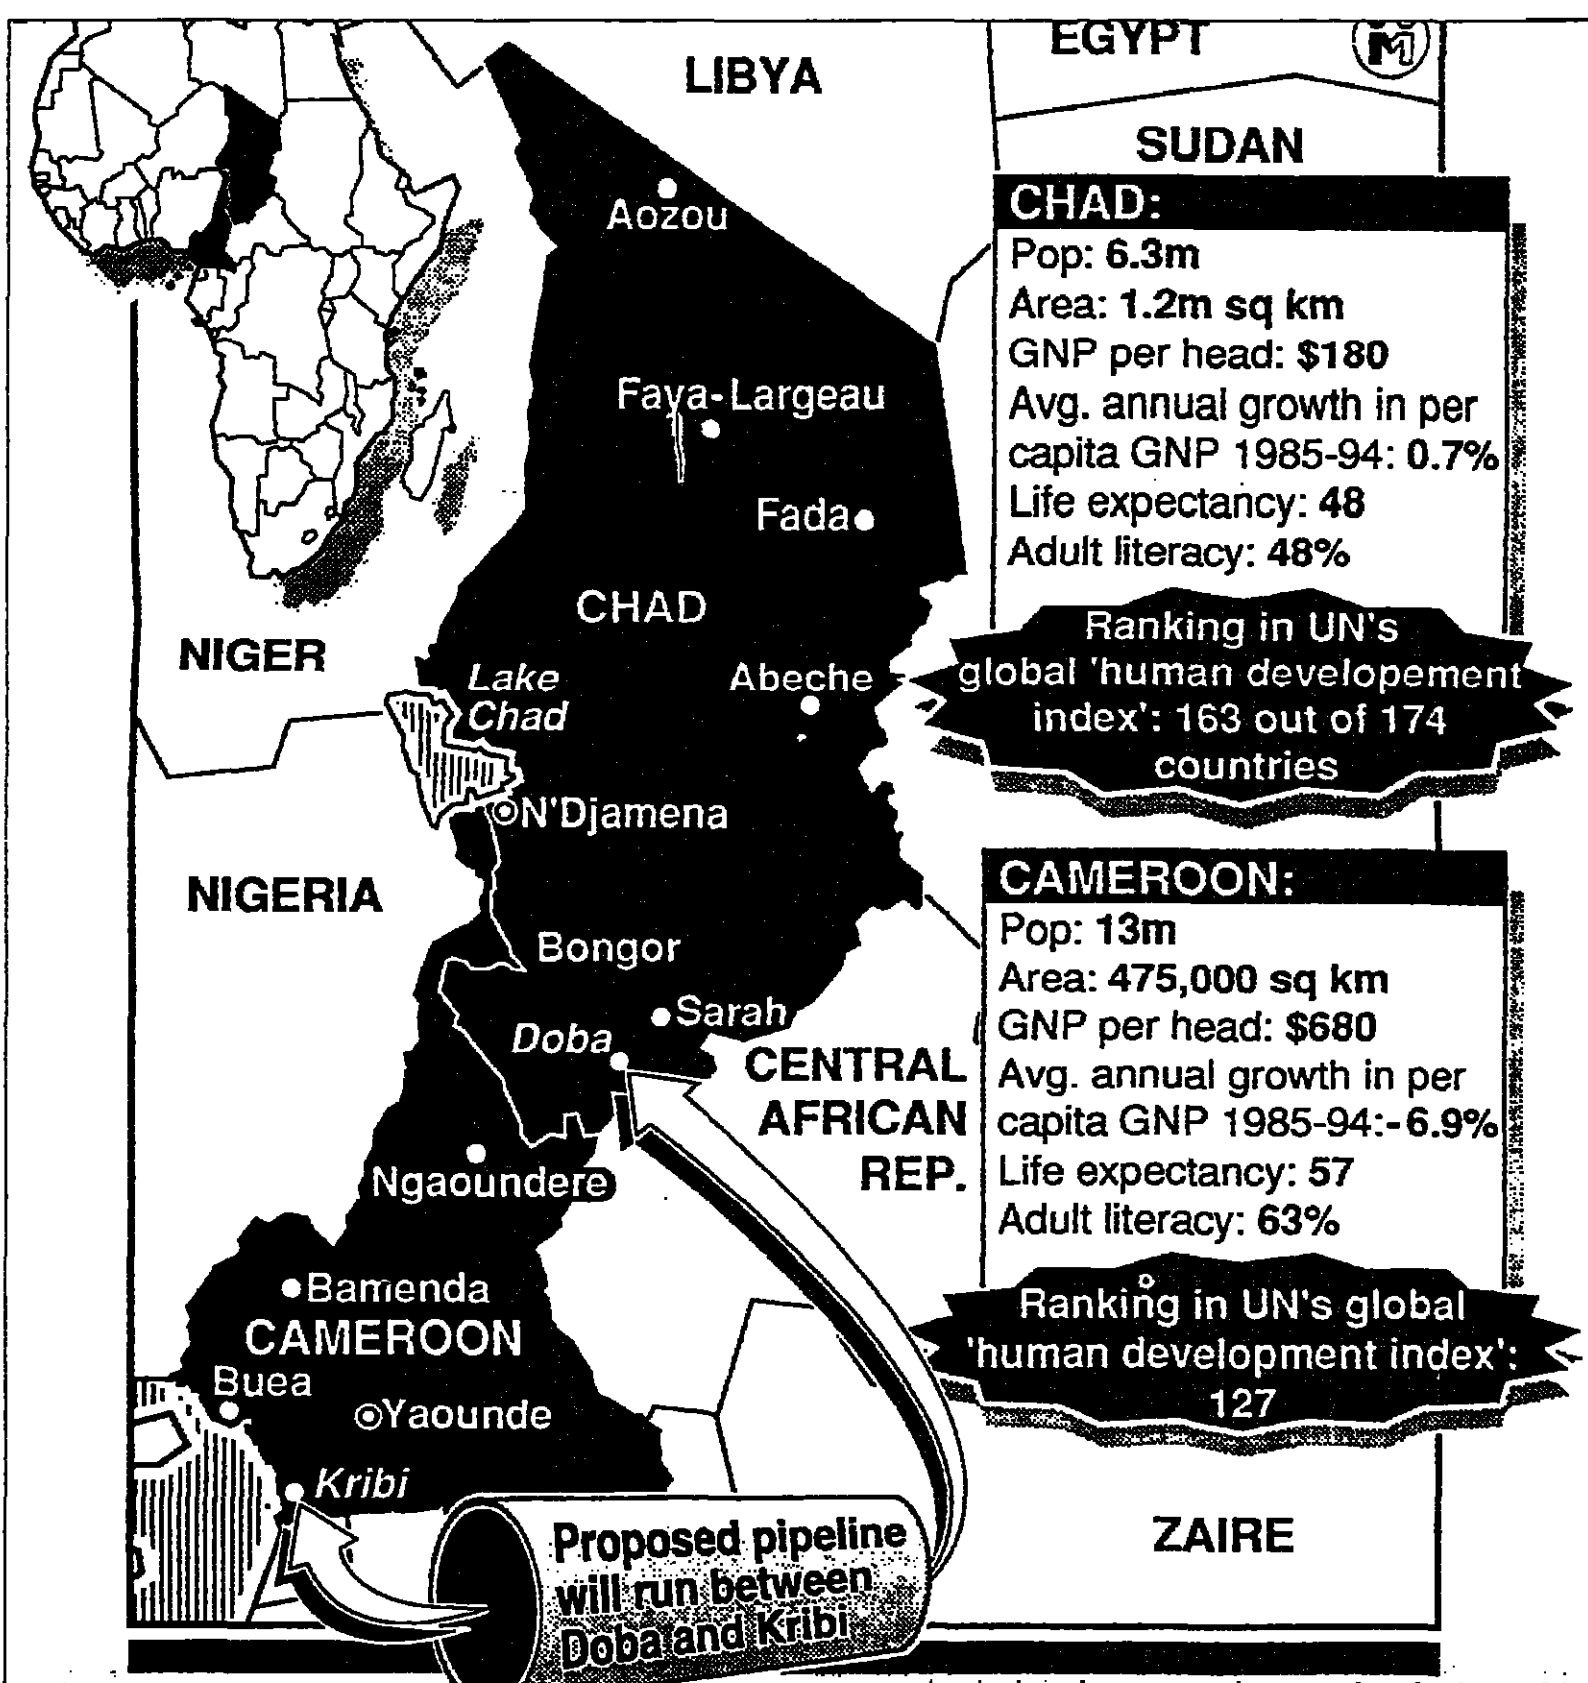 EGYPT
M
LIBYA
SUDAN
CHAD:
Pop: 6.3m
Area: 1.2m sq km
GNP per head: $180
Avg. annual growth in per
capita GNP 1985-94: 0.7%
Life expectancy: 48
Adult literacy: 48%
Ranking in UN's
global 'human developement
index': 163 out of 174
countries
Aozou
Faya-Largeau
Fada
CHAD
NIGER
Lake
Chad
Abeche
N'Djamena
NIGERIA
Bongor
Sarah
Doba
CENTRAL
AFRICAN
REP.
CAMEROON:
Pop: 13m
Area: 475,000 sq km
GNP per head: $680
Avg. annual growth in per
capita GNP 1985-94:-6.9%
Life expectancy: 57
Adult literacy: 63%
Ranking in UN's global
'human development index':
127
Ngaoundere
Bamenda
CAMEROON
Buea
Yaounde
Kribi
ZAIRE
Proposed pipeline
will run between
Doba and Kribi